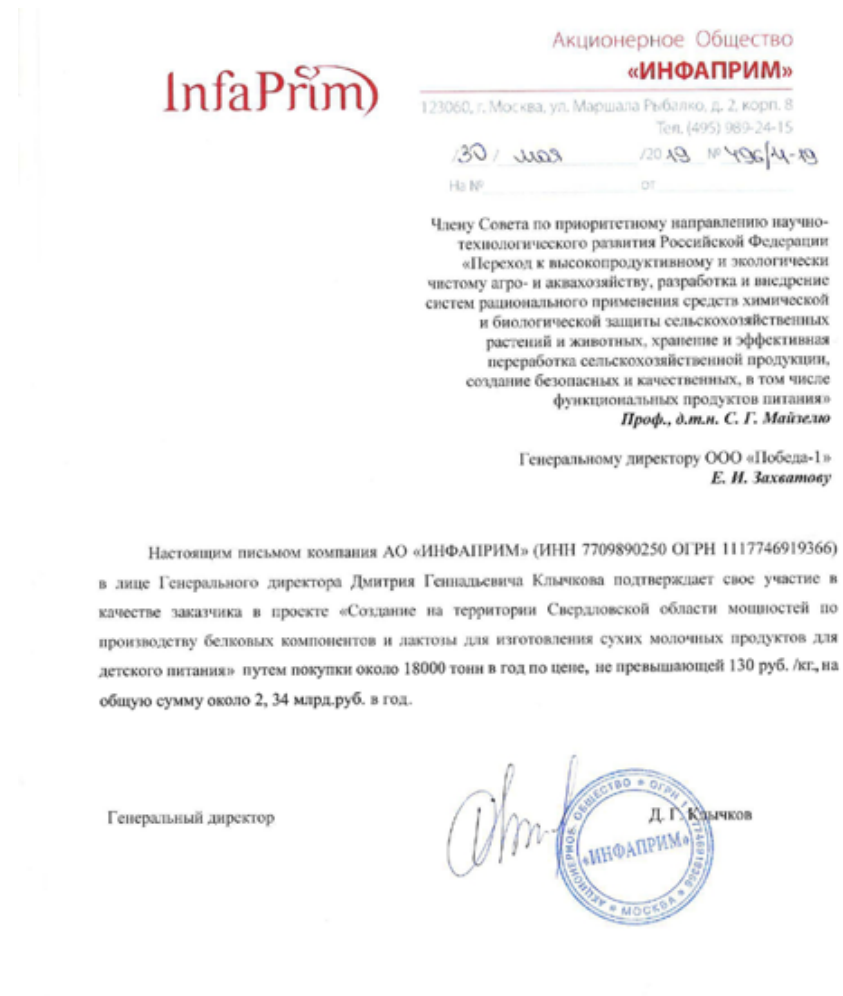 InfaPrim
Акционерное Общество
«ИНФАПРИМ»
123060, г. Москва, ул. Маршала Рыбалко, д. 2, корп. 8
Тел. (495) 989-24-15
/30/ мая /2019 № 496/4-19
На № от
Члену Совета по приоритетному направлению научно-
технологического развития Российской Федерации
«Переход к высокопродуктивному и экологически
чистому агро- и аквахозяйству, разработка и внедрение
систем рационального применения средств химической
и биологической защиты сельскохозяйственных
растений и животных, хранение и эффективная
переработка сельскохозяйственной продукции,
создание безопасных и качественных, в том числе
функциональных продуктов питания»
Проф., д.т.н. С. Г. Майзелю
Генеральному директору ООО «Победа-1»
Е. И. Захватову
Настоящим письмом компания АО «ИНФАПРИМ» (ИНН 7709890250 ОГРН 1117746919366)
в лице Генерального директора Дмитрия Геннадьевича Клычкова подтверждает свое участие в
качестве заказчика в проекте «Создание на территории Свердловской области мощностей по
производству белковых компонентов и лактозы для изготовления сухих молочных продуктов для
детского питания» путем покупки около 18000 тонн в год по цене, не превышающей 130 руб. /кг., на
общую сумму около 2, 34 млрд.руб. в год.
Генеральный директор
Д. Г. Клычков
АКЦИОНЕРНОЕ ОБЩЕСТВО * ОГРН 1117746919366 * МОСКВА *
«ИНФАПРИМ»